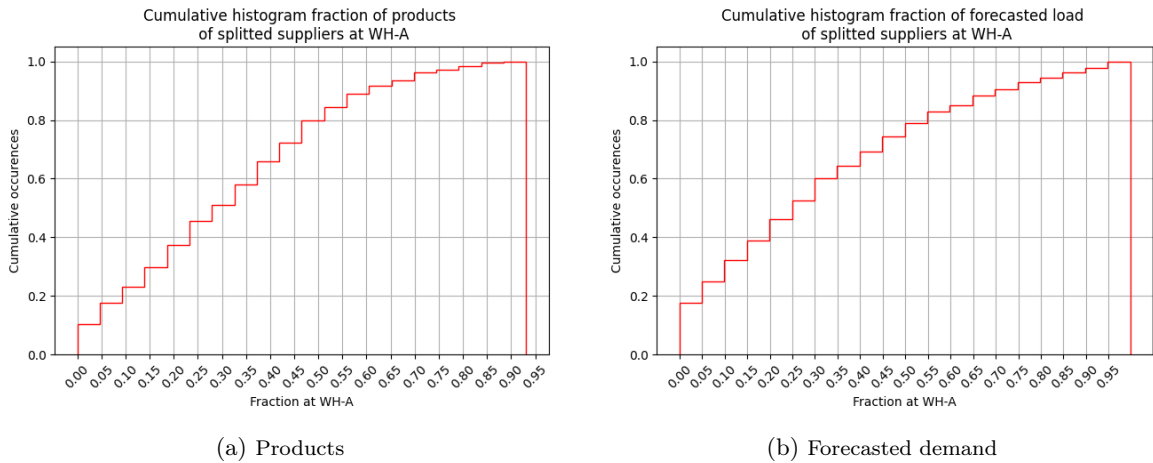 Cumulative histogram fraction of products
of splitted suppliers at WH-A
1.0
0.8
0.6
0.4
0.2
0.0
Cumulative occurences
0.00 0.05 0.10 0.15 0.20 0.25 0.30 0.35 0.40 0.45 0.50 0.55 0.60 0.65 0.70 0.75 0.80 0.85 0.90 0.95
Fraction at WH-A
(a) Products
Cumulative histogram fraction of forecasted load
of splitted suppliers at WH-A
1.0
0.8
0.6
0.4
0.2
0.0
Cumulative occurences
0.00 0.05 0.10 0.15 0.20 0.25 0.30 0.35 0.40 0.45 0.50 0.55 0.60 0.65 0.70 0.75 0.80 0.85 0.90 0.95
Fraction at WH-A
(b) Forecasted demand